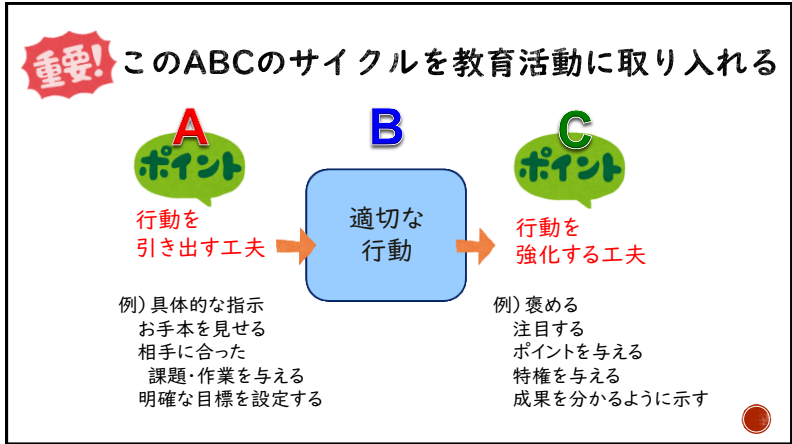 重要!
このABCのサイクルを教育活動に取り入れる
A
ポイント
行動を
引き出す工夫
例)具体的な指示
お手本を見せる
相手に合った
課題・作業を与える
明確な目標を設定する
B
適切な
行動
C
ポイント
行動を
強化する工夫
例)褒める
注目する
ポイントを与える
特権を与える
成果を分かるように示す